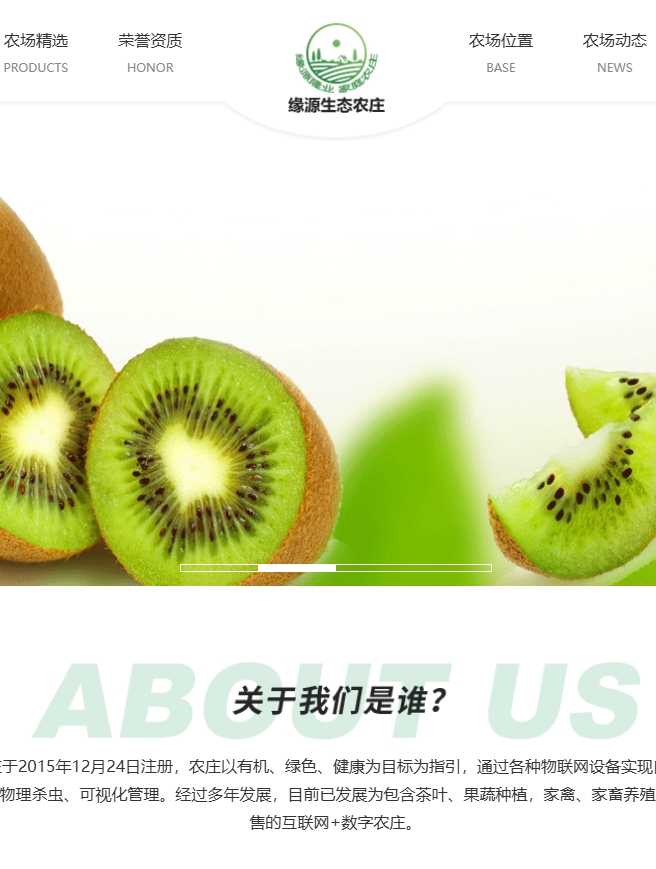 农场精选
PRODUCTS
荣誉资质
HONOR
缘源隆业 家庭农庄
缘源生态农庄
农场位置
BASE
农场动态
NEWS
ABOUT US
关于我们是谁?
于2015年12月24日注册，农庄以有机、绿色、健康为目标为指引，通过各种物联网设备实现
物理杀虫、可视化管理。经过多年发展，目前已发展为包含茶叶、果蔬种植，家禽、家畜养殖
售的互联网+数字农庄。